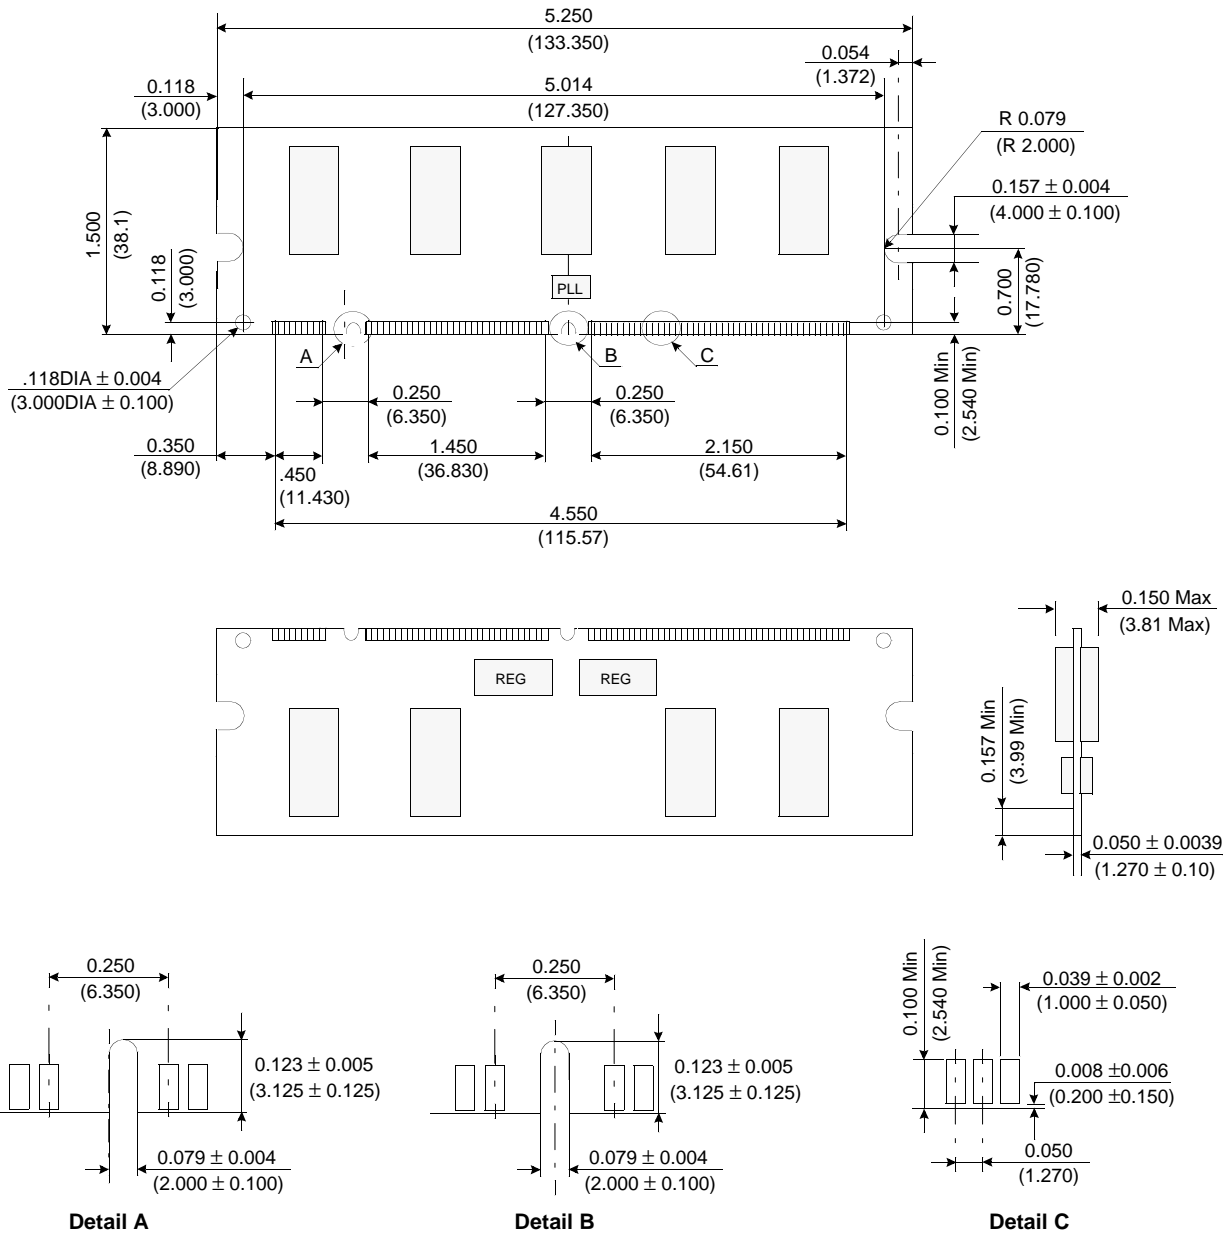 5.250
(133.350)
0.054
(1.372)
0.118
(3.000)
5.014
(127.350)
R 0.079
(R 2.000)
0.157 ± 0.004
(4.000 ± 0.100)
1.500
(38.1)
0.118
(3.000)
0.700
(17.780)
PLL
A
B
C
.118DIA ± 0.004
(3.000DIA ± 0.100)
0.250
(6.350)
0.250
(6.350)
0.100 Min
(2.540 Min)
0.350
(8.890)
.450
(11.430)
1.450
(36.830)
2.150
(54.61)
4.550
(115.57)
0.150 Max
(3.81 Max)
REG
REG
0.157 Min
(3.99 Min)
0.050 ± 0.0039
(1.270 ± 0.10)
0.250
(6.350)
0.123 ± 0.005
(3.125 ± 0.125)
0.079 ± 0.004
(2.000 ± 0.100)
Detail A
0.250
(6.350)
0.123 ± 0.005
(3.125 ± 0.125)
0.079 ± 0.004
(2.000 ± 0.100)
Detail B
0.100 Min
(2.540 Min)
0.039 ± 0.002
(1.000 ± 0.050)
0.008 ±0.006
(0.200 ±0.150)
0.050
(1.270)
Detail C